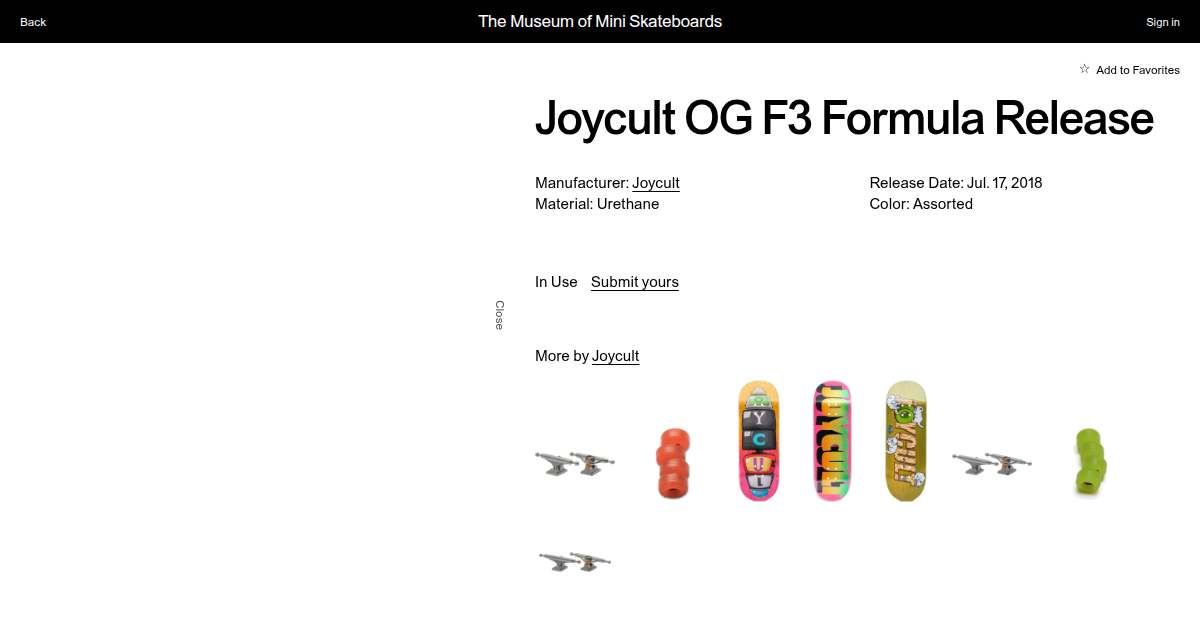 Back
The Museum of Mini Skateboards
Sign in
☆ Add to Favorites
Joycult OG F3 Formula Release
Manufacturer: Joycult
Release Date: Jul. 17, 2018
Material: Urethane
Color: Assorted
In Use Submit yours
Close
More by Joycult
JOYCULT